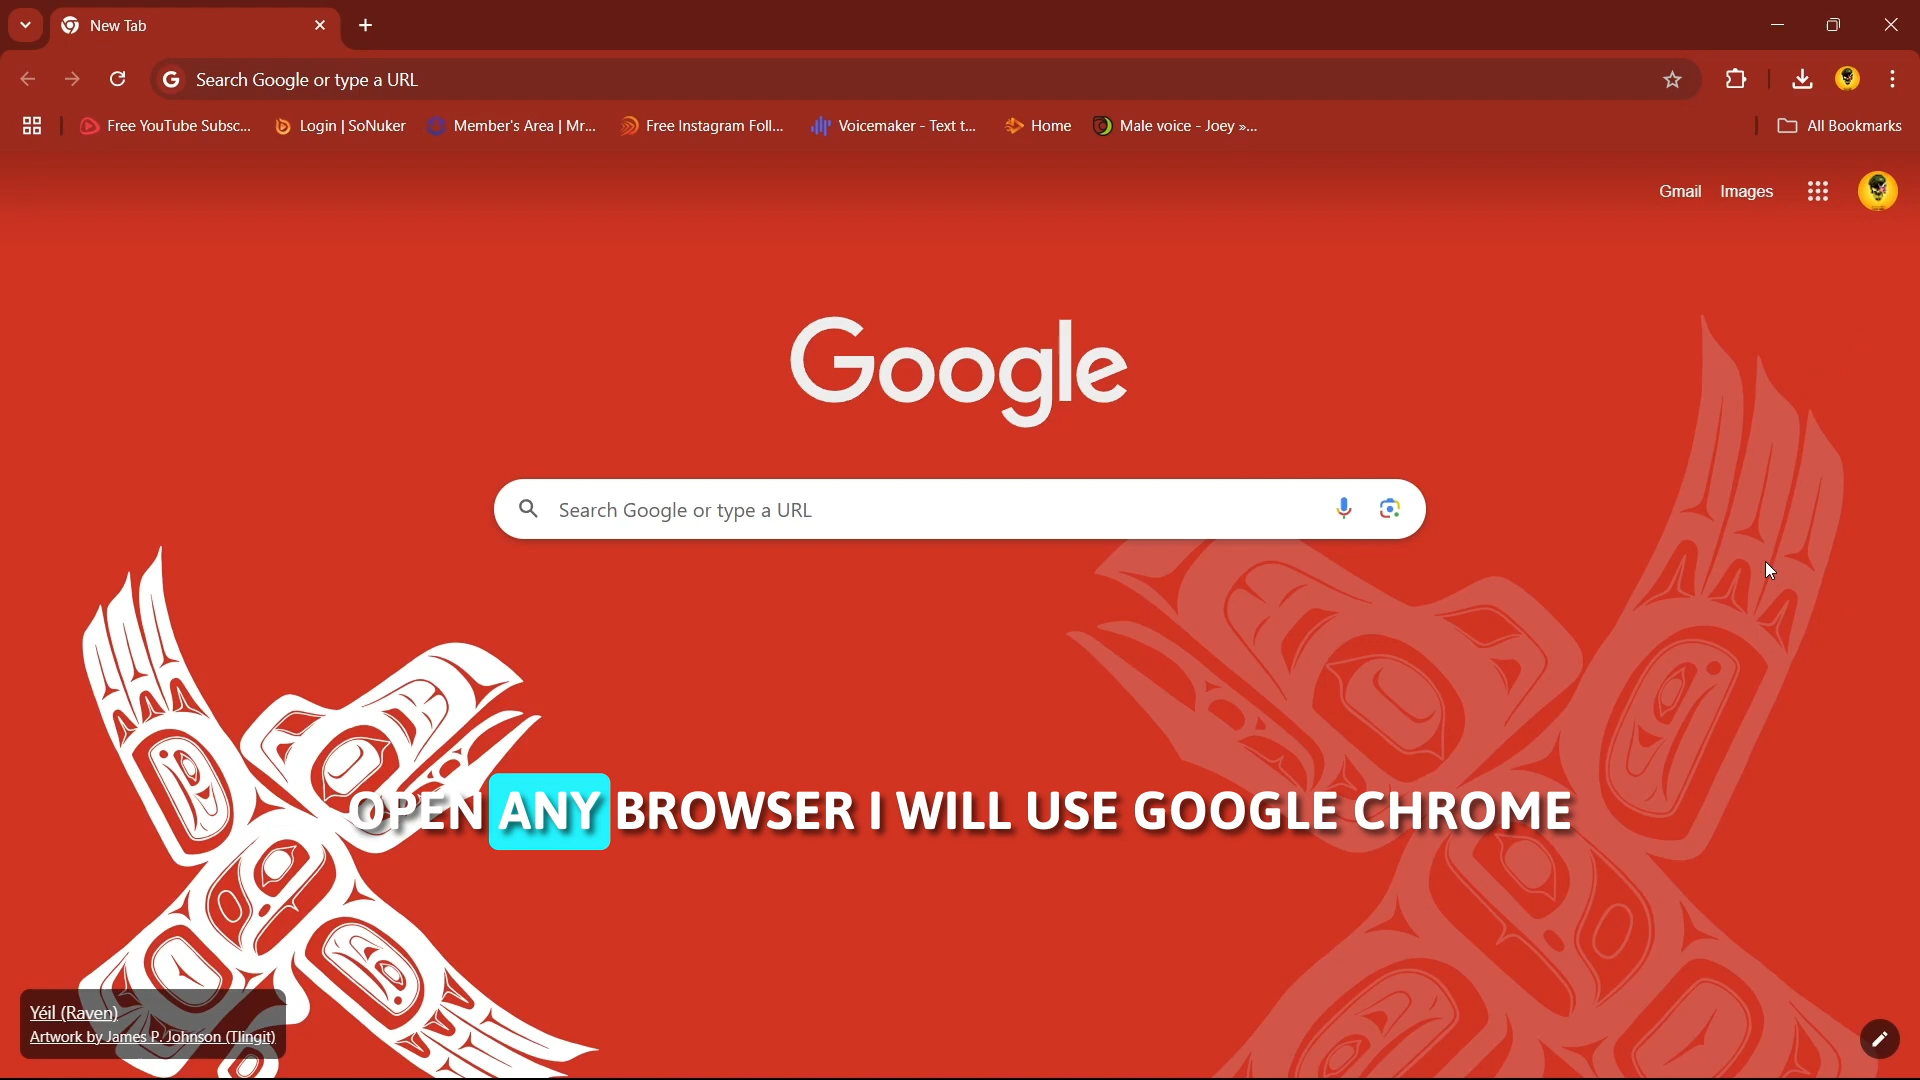 New Tab
Search Google or type a URL
Free YouTube Subsc...
Login | SoNuker
Member's Area | Mr...
Free Instagram Foll...
Voicemaker - Text t...
Home
Male voice - Joey »...
All Bookmarks
Gmail
Images
Google
Search Google or type a URL
OPEN ANY BROWSER I WILL USE GOOGLE CHROME
Yéil (Raven)
Artwork by James P. Johnson (Tlingit)